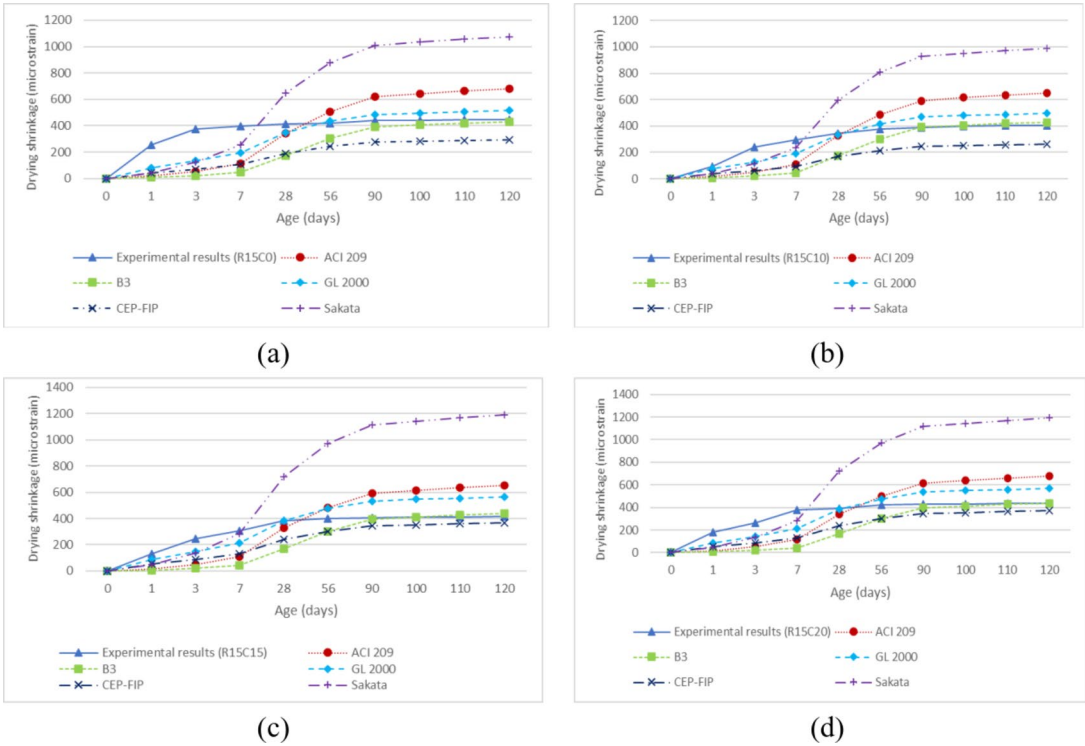 Drying shrinkage (microstrain)
1200
1000
800
600
400
200
0
0 1 3 7 28 56 90 100 110 120
Age (days)
Experimental results (R15C0) ACI 209
B3 GL 2000
CEP-FIP Sakata
(a)
Drying shrinkage (microstrain)
1200
1000
800
600
400
200
0
0 1 3 7 28 56 90 100 110 120
Age (days)
Experimental results (R15C10) ACI 209
B3 GL 2000
CEP-FIP Sakata
(b)
Drying shrinkage (microstrain)
1400
1200
1000
800
600
400
200
0
0 1 3 7 28 56 90 100 110 120
Age (days)
Experimental results (R15C15) ACI 209
B3 GL 2000
CEP-FIP Sakata
(c)
Drying shrinkage (microstrain
1400
1200
1000
800
600
400
200
0
0 1 3 7 28 56 90 100 110 120
Age (days)
Experimental results (R15C20) ACI 209
B3 GL 2000
CEP-FIP Sakata
(d)